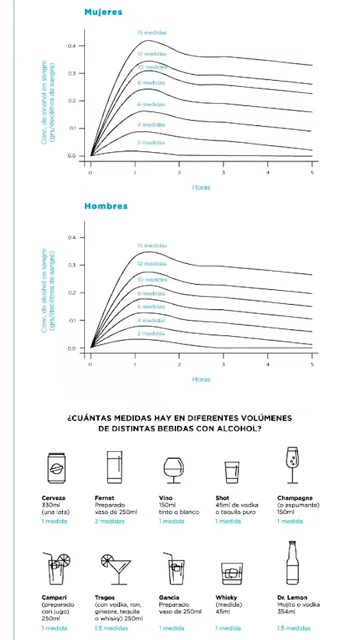 Mujeres
Conc. de alcohol en sangre
(grs/decilitros de sangre)
0.4
0.3
0.2
0.1
0.0
15 medidas
12 medidas
10 medidas
8 medidas
6 medidas
4 medidas
2 medidas
0
1
2
3
4
5
Horas
Hombres
Conc. de alcohol en sangre
(grs/decilitros de sangre)
0.4
0.3
0.2
0.1
0.0
15 medidas
12 medidas
10 medidas
8 medidas
6 medidas
4 medidas
2 medidas
0
1
2
3
4
5
Horas
¿CUÁNTAS MEDIDAS HAY EN DIFERENTES VOLÚMENES
DE DISTINTAS BEBIDAS CON ALCOHOL?
Cerveza
330ml
(una lata)
1 medida
Fernet
Preparado
vaso de 250ml
2 medidas
Vino
150ml
tinto o blanco
1 medida
Shot
45ml de vodka
o tequila puro
1 medida
Champagne
(o espumante)
150ml
1 medida
Campari
(preparado
con jugo)
250ml
1 medida
Tragos
(con vodka, ron,
ginebra, tequila
o whisky) 250ml
1.5 medidas
Gancia
Preparado
vaso de 250ml
1 medida
Whisky
(medida)
45ml
1 medida
Dr. Lemon
Mojito o vodka
354ml
1.5 medidas